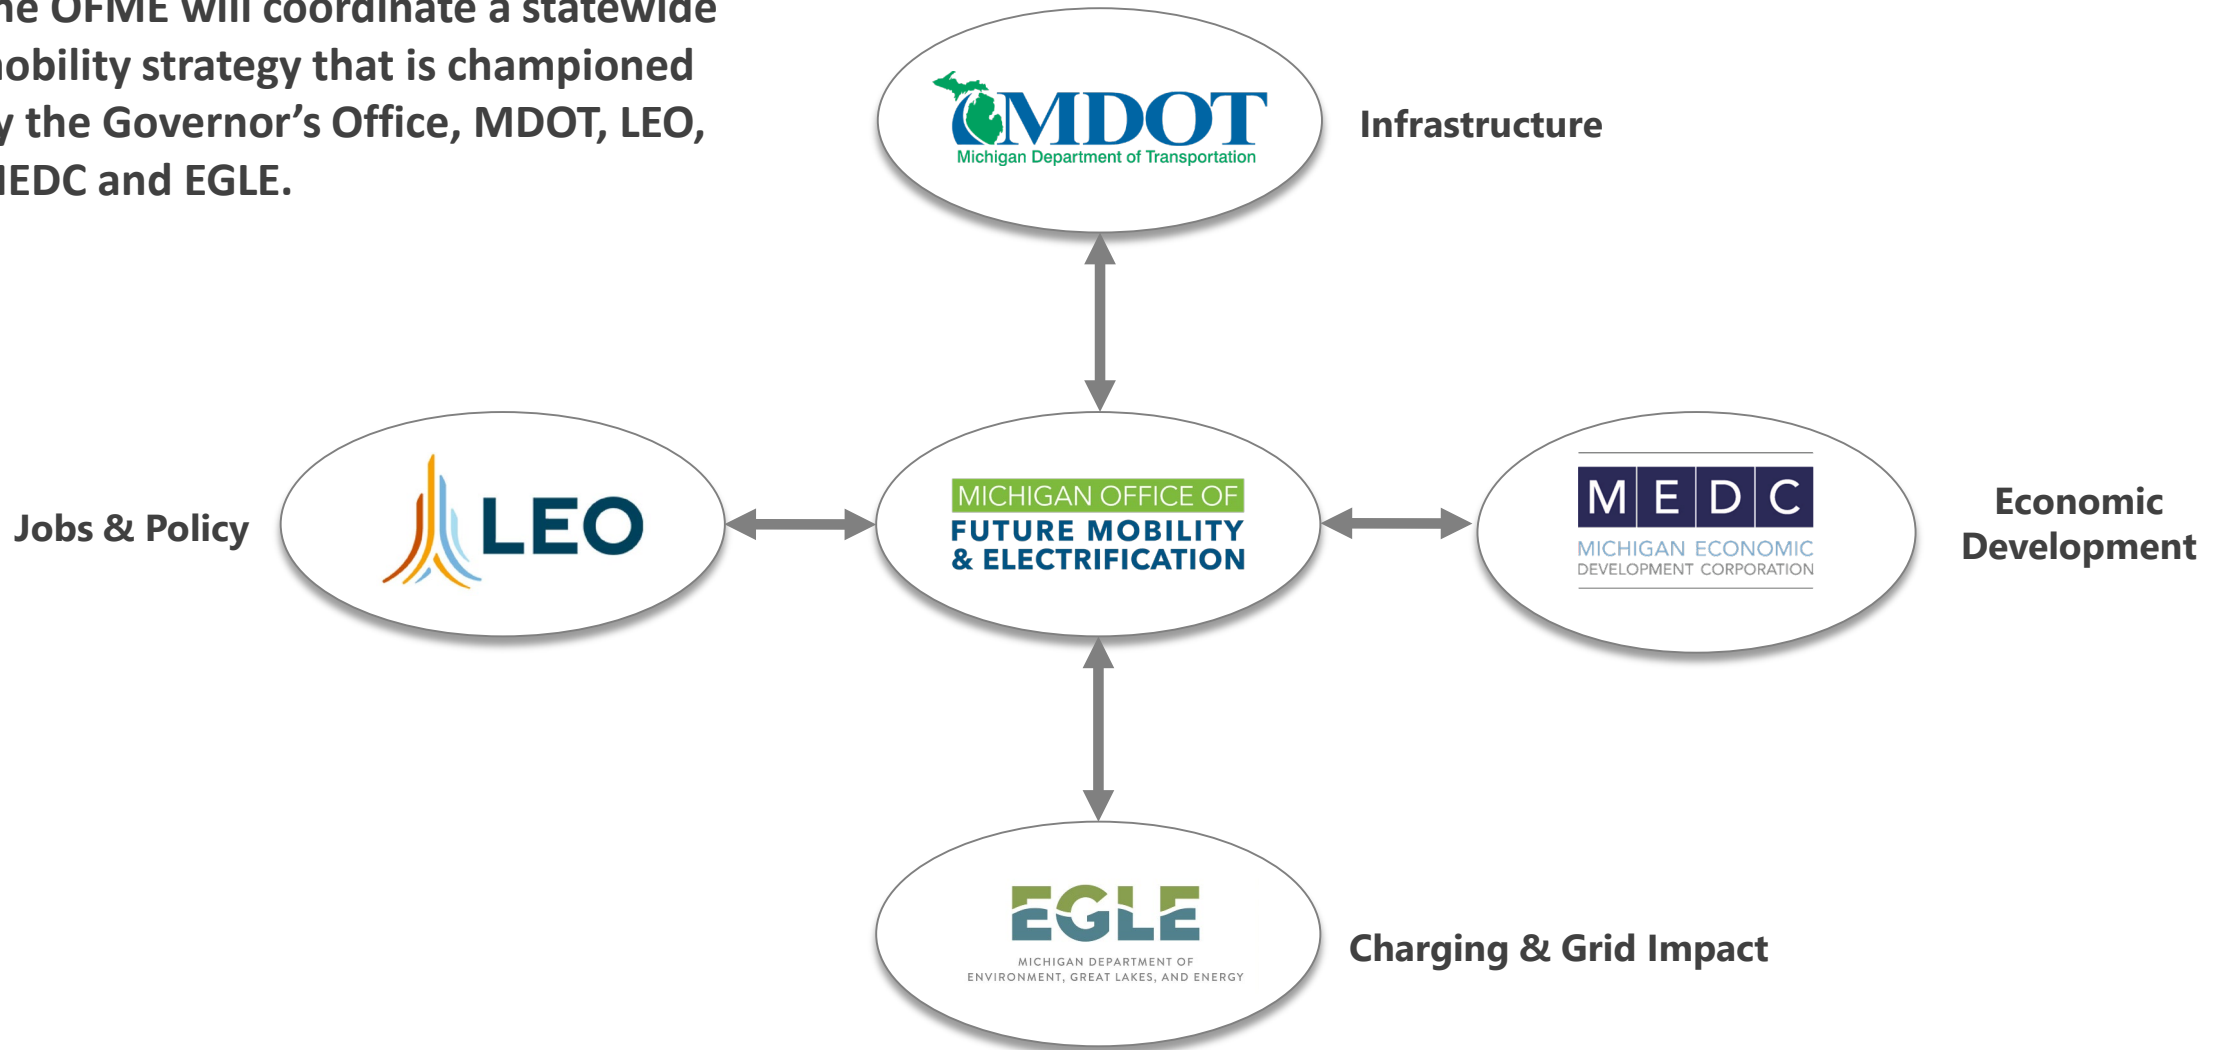 he OFME will coordinate a statewide
obility strategy that is championed
y the Governor's Office, MDOT, LEO,
IEDC and EGLE.
MDOT
Michigan Department of Transportation
Infrastructure
Jobs & Policy
LEO
MICHIGAN OFFICE OF
FUTURE MOBILITY
& ELECTRIFICATION
MEDC
MICHIGAN ECONOMIC
DEVELOPMENT CORPORATION
Economic
Development
EGLE
MICHIGAN DEPARTMENT OF
ENVIRONMENT, GREAT LAKES, AND ENERGY
Charging & Grid Impact